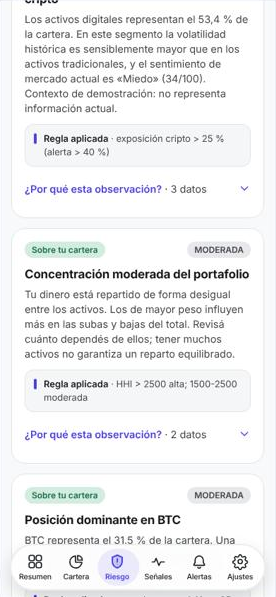 cripto
Los activos digitales representan el 53,4 % de
la cartera. En este segmento la volatilidad
histórica es sensiblemente mayor que en los
activos tradicionales, y el sentimiento de
mercado actual es «Miedo» (34/100).
Contexto de demostración: no representa
información actual.
Regla aplicada · exposición cripto > 25 %
(alerta > 40 %)
¿Por qué esta observación? · 3 datos
Sobre tu cartera
MODERADA
Concentración moderada del portafolio
Tu dinero está repartido de forma desigual
entre los activos. Los de mayor peso influyen
más en las subas y bajas del total. Revisá
cuánto dependés de ellos; tener muchos
activos no garantiza un reparto equilibrado.
Regla aplicada · HHI > 2500 alta; 1500-2500
moderada
¿Por qué esta observación? · 2 datos
Sobre tu cartera
MODERADA
Posición dominante en BTC
BTC representa el 31,5 % de la cartera. Una
Resumen
Cartera
Riesgo
Señales
Alertas
Ajustes